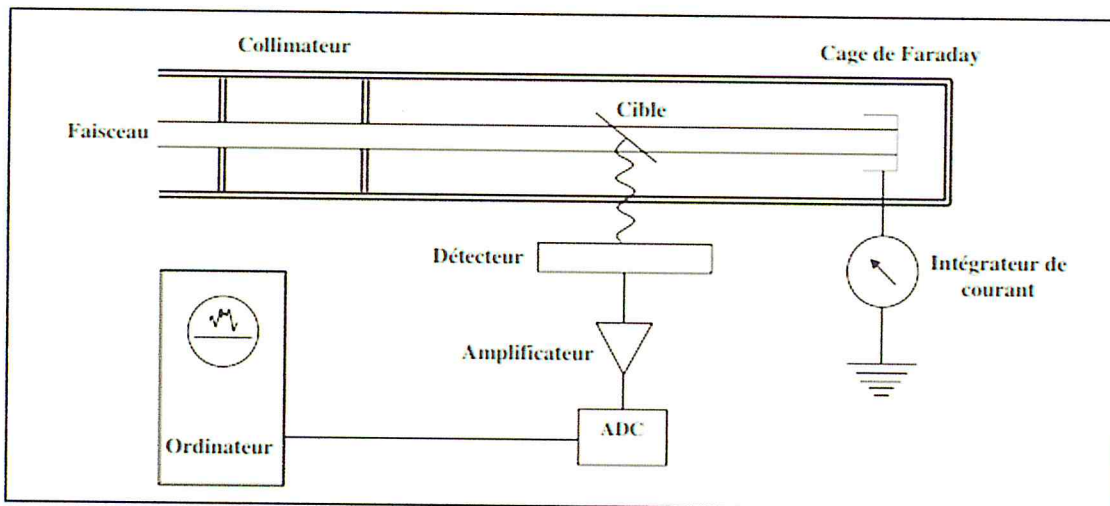 Collimateur
Cage de Faraday
Cible
Faisceau
Détecteur
Intégrateur de
courant
Amplificateur
ADC
Ordinateur